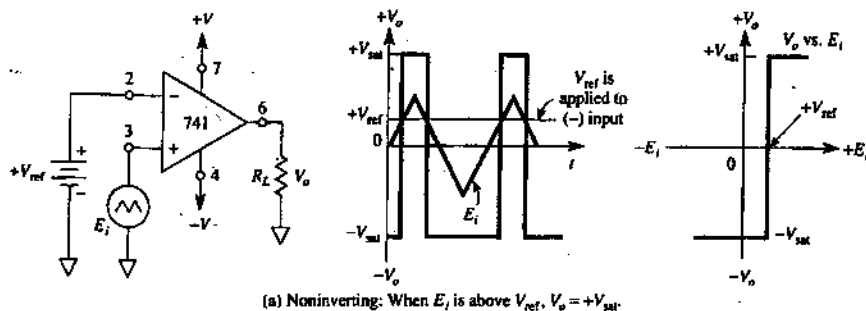 +V
7
2
−
741
6
3
+
4
+V_ref
+
−
E_i
−V
R_L
V_o
+V_o
+V_sat
+V_ref
0
−V_sat
−V_o
t
E_i
V_ref is
applied to
(−) input
+V_o
V_o vs. E_i
+V_sat
+V_ref
−E_i
0
+E_i
−V_sat
−V_o
(a) Noninverting: When E_i is above V_ref, V_o = +V_sat.